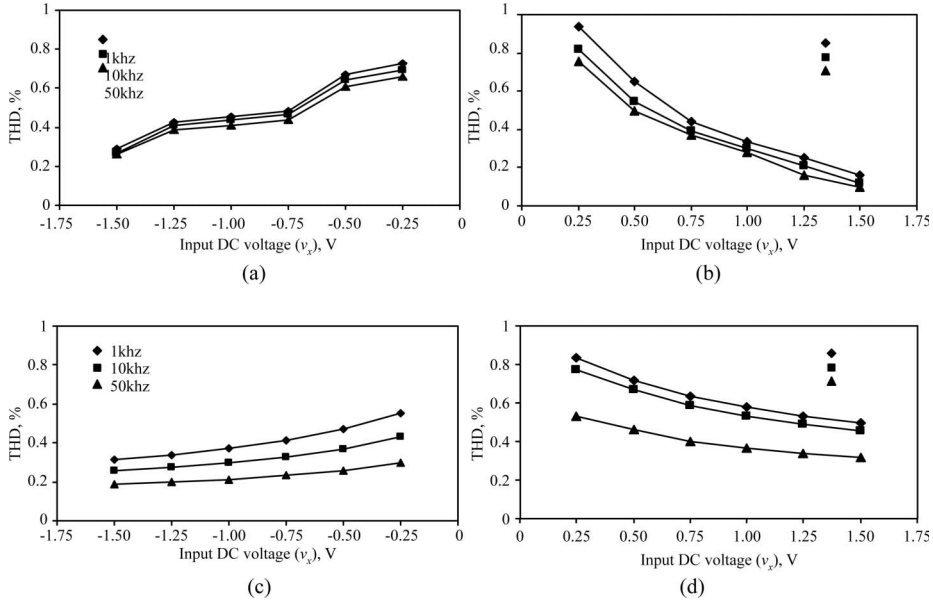 1
0.8
0.6
0.4
0.2
0
THD, %
1khz
10khz
50khz
-1.75 -1.50 -1.25 -1.00 -0.75 -0.50 -0.25 0
Input DC voltage (vx), V
(a)
1
0.8
0.6
0.4
0.2
0
THD, %
0 0.25 0.50 0.75 1.00 1.25 1.50 1.75
Input DC voltage (vx), V
(b)
1
0.8
0.6
0.4
0.2
0
THD, %
1khz
10khz
50khz
-1.75 -1.50 -1.25 -1.00 -0.75 -0.50 -0.25 0
Input DC voltage (vx), V
(c)
1
0.8
0.6
0.4
0.2
0
THD, %
0 0.25 0.50 0.75 1.00 1.25 1.50 1.75
Input DC voltage (vx), V
(d)